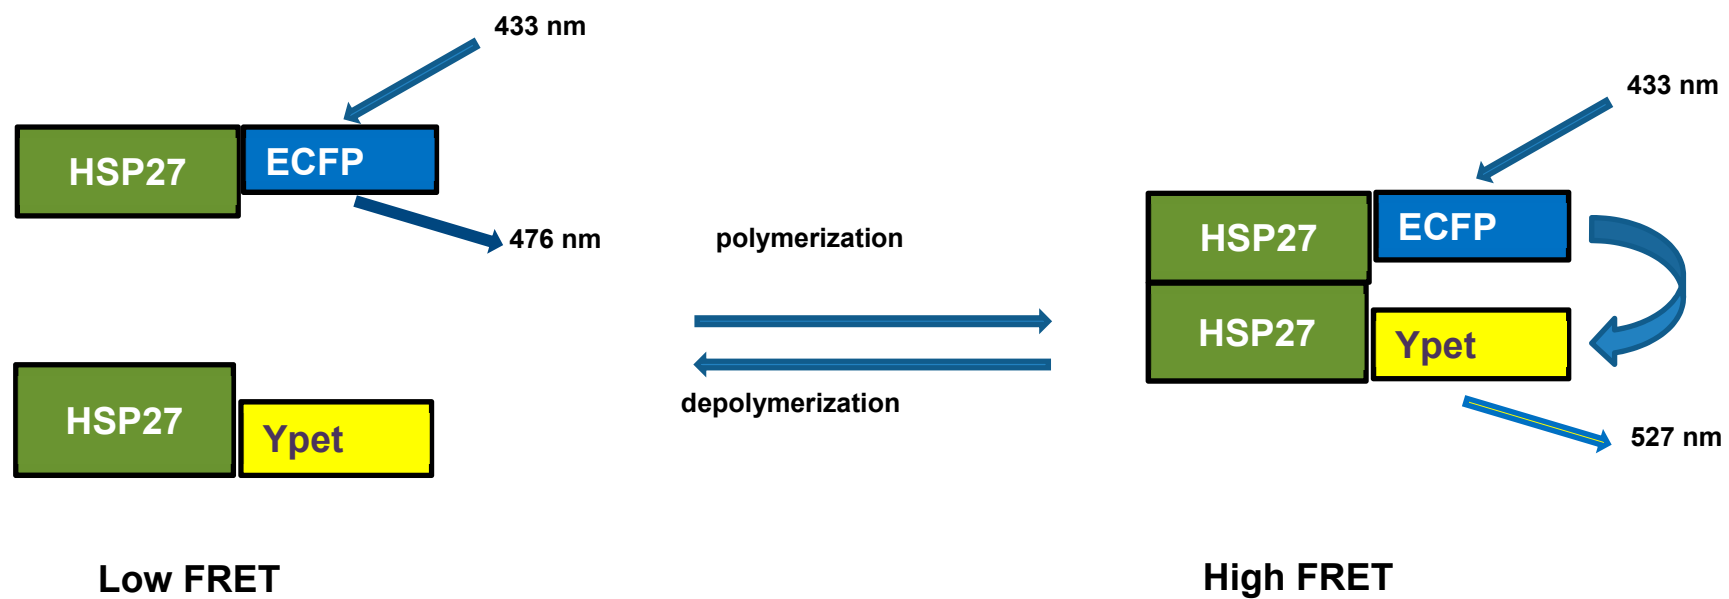 433 nm
HSP27
ECFP
476 nm
HSP27
Ypet
Low FRET
polymerization
depolymerization
433 nm
HSP27
ECFP
HSP27
Ypet
527 nm
High FRET